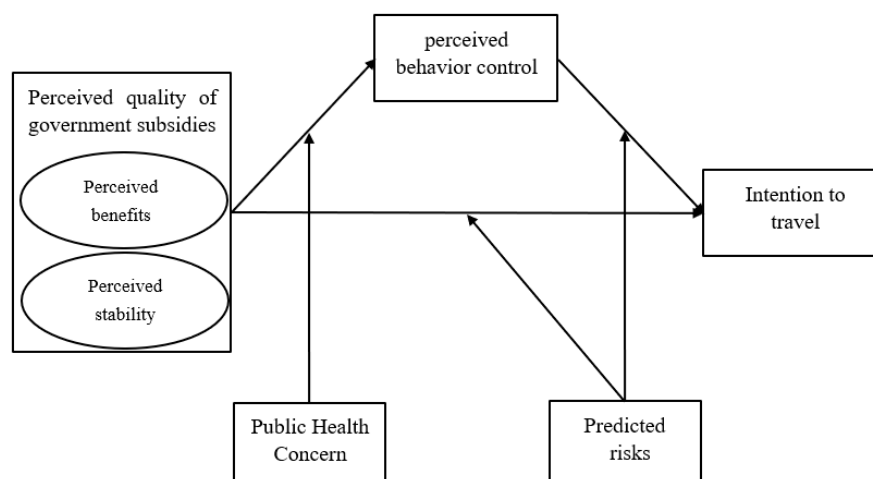 perceived
behavior control
Perceived quality of
government subsidies
Perceived
benefits
Perceived
stability
Intention to
travel
Public Health
Concern
Predicted
risks